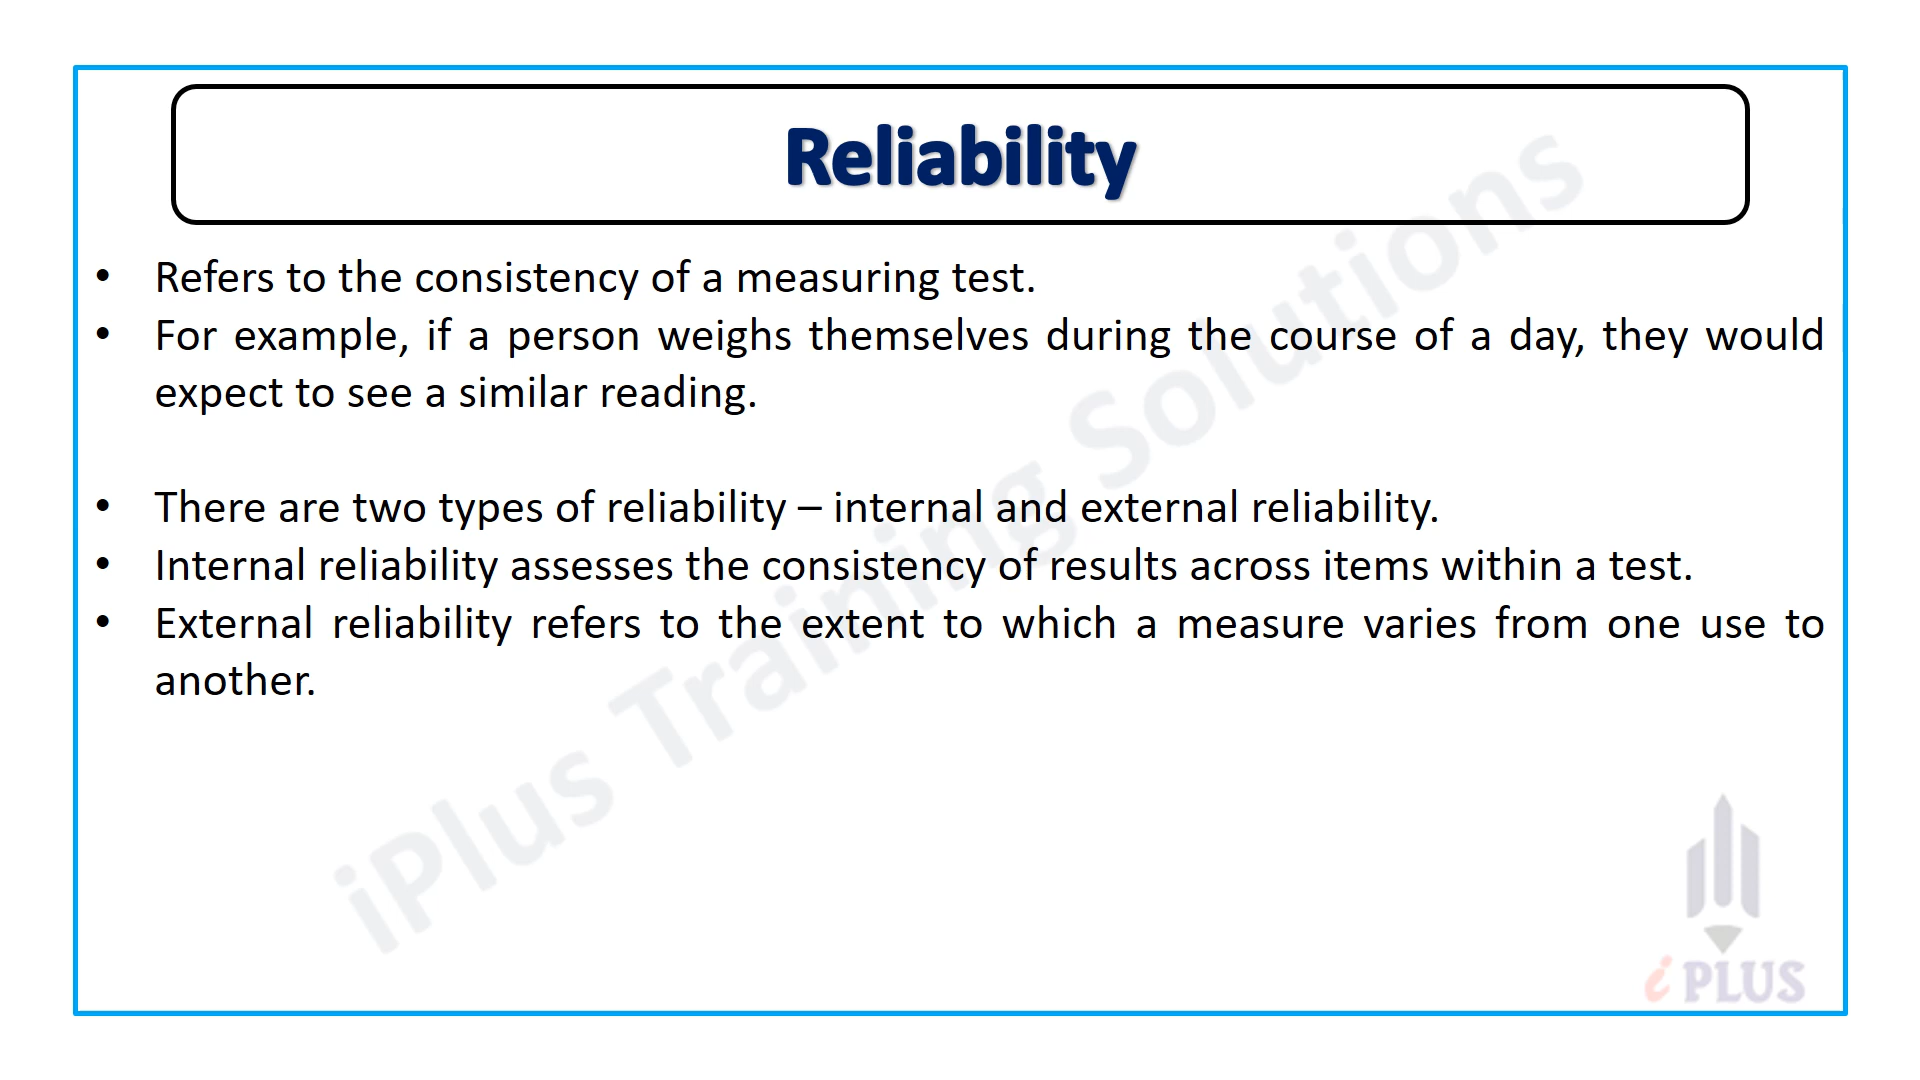 Reliability
• Refers to the consistency of a measuring test.
• For example, if a person weighs themselves during the course of a day, they would
expect to see a similar reading.
• There are two types of reliability – internal and external reliability.
• Internal reliability assesses the consistency of results across items within a test.
• External reliability refers to the extent to which a measure varies from one use to
another.
iPlus Training Solutions
i PLUS